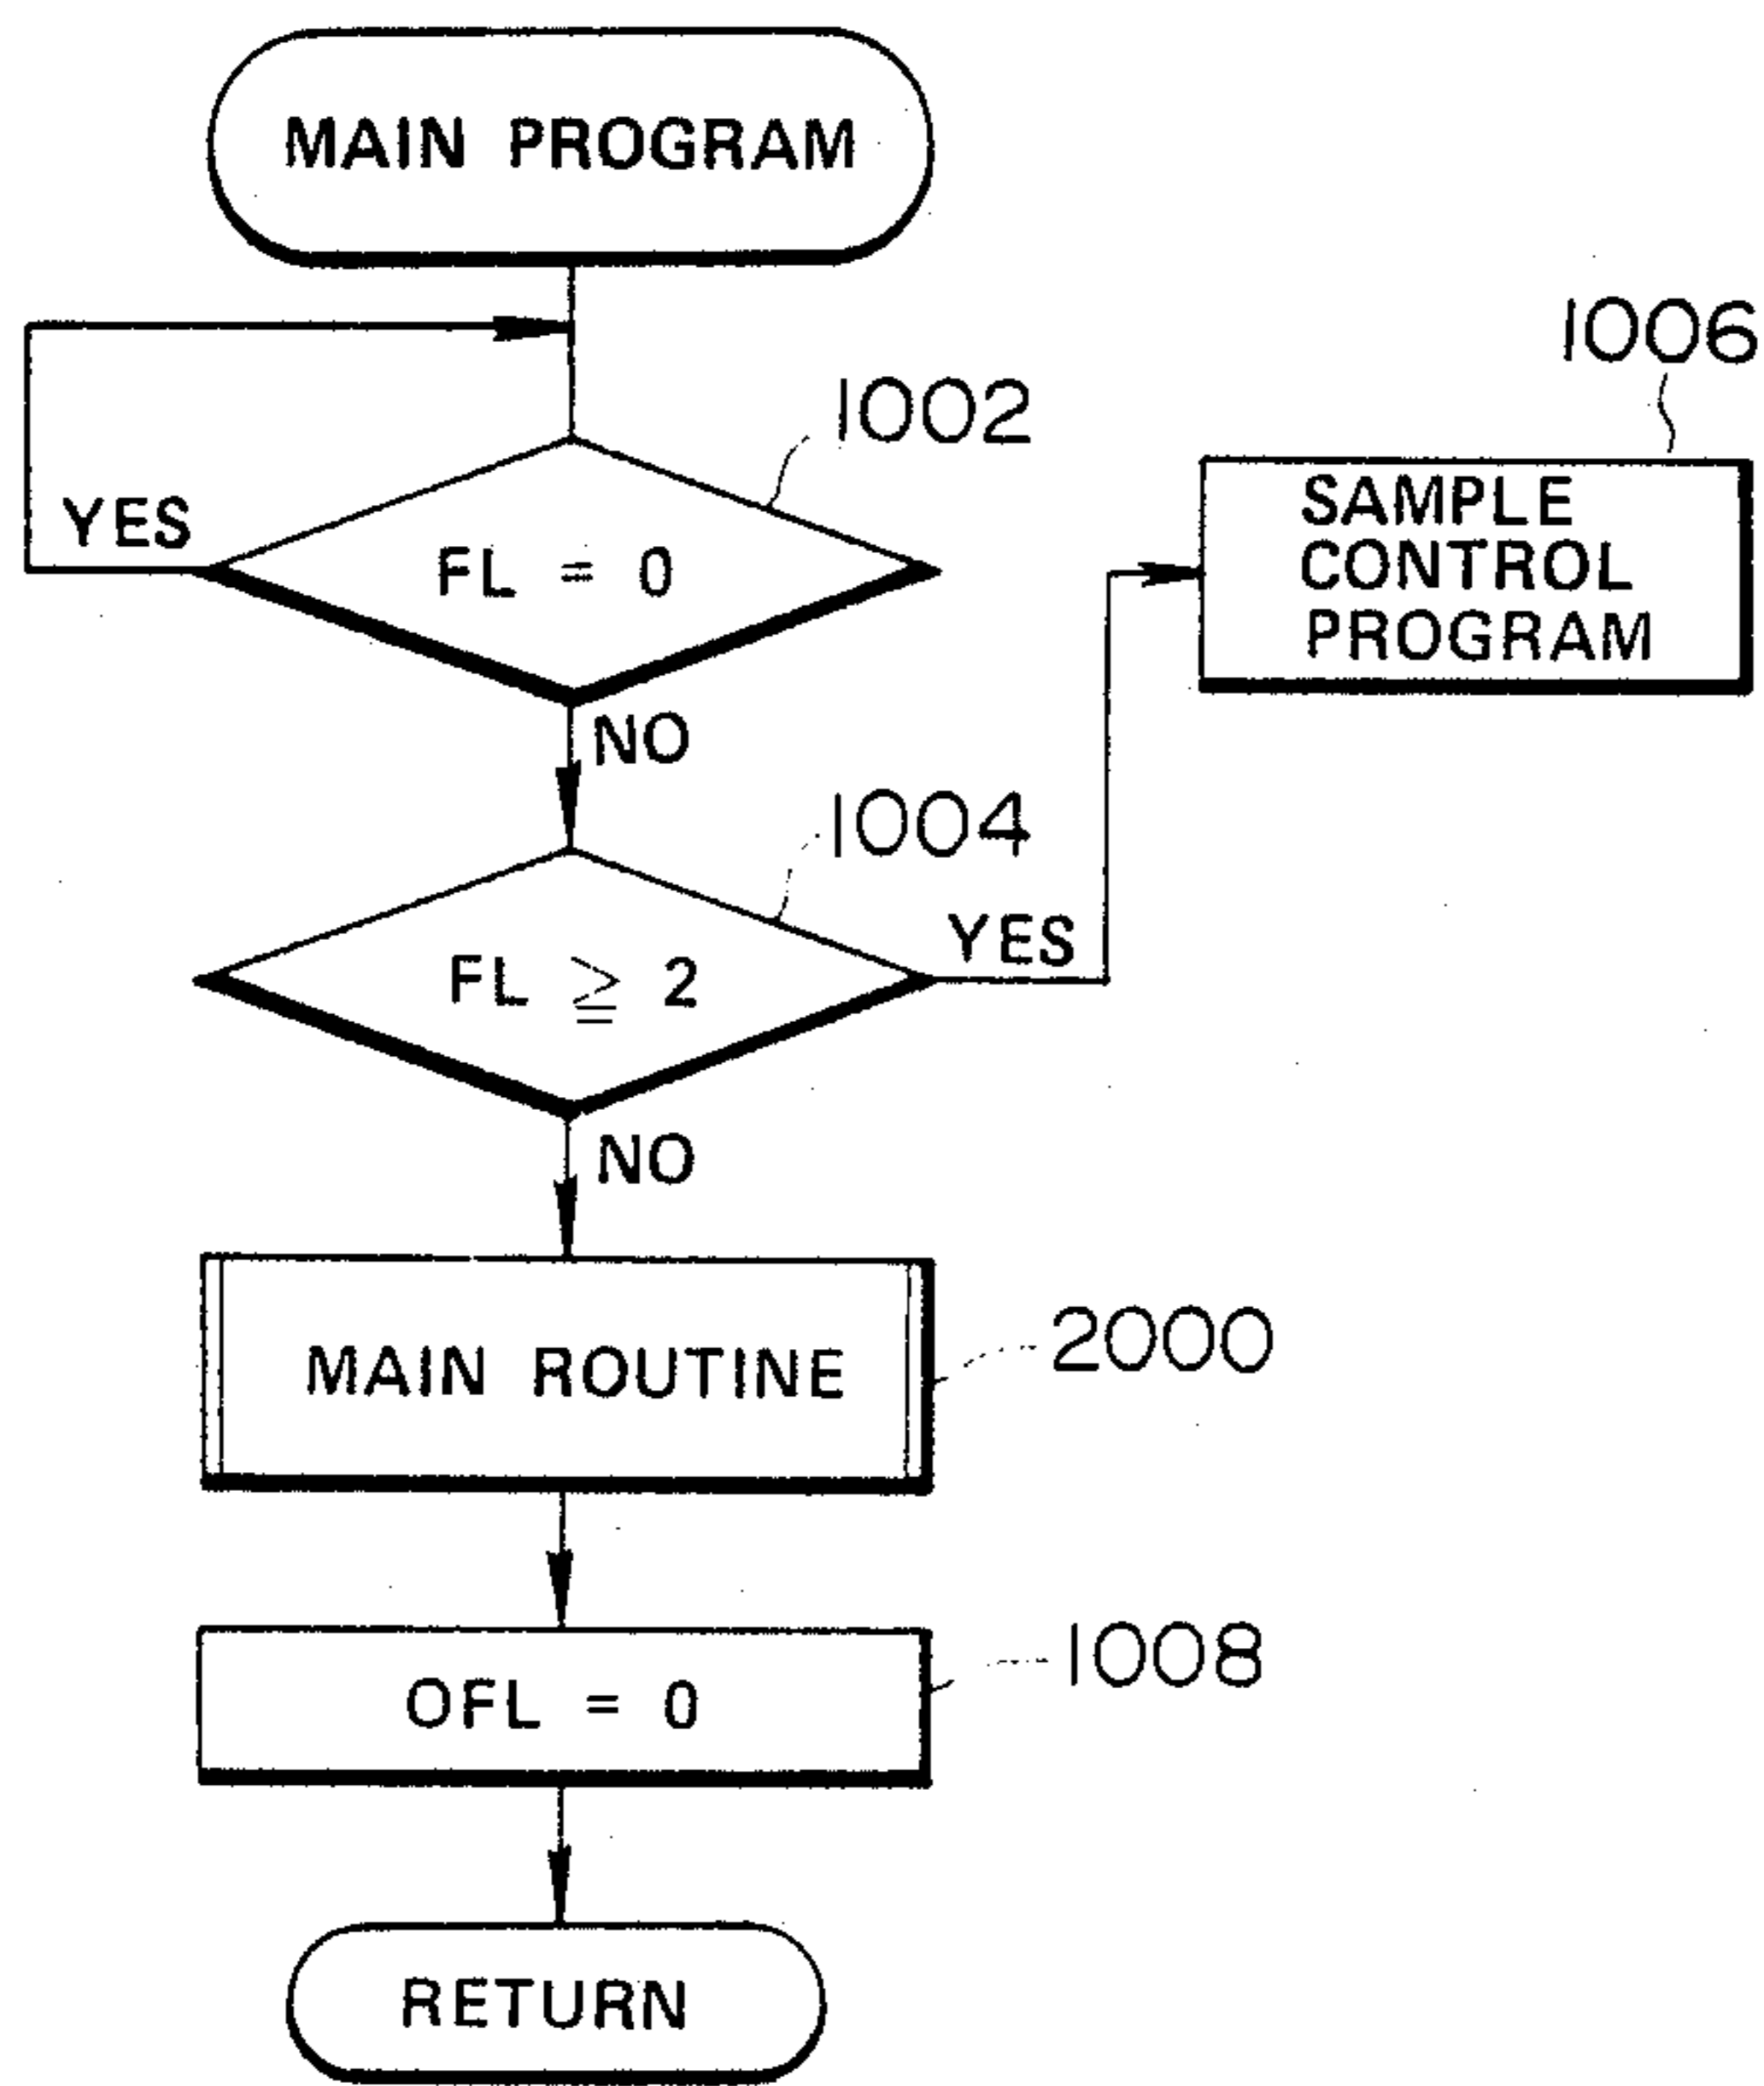 MAIN PROGRAM
1002
YES
FL = 0
NO
1006
SAMPLE
CONTROL
PROGRAM
1004
YES
FL ≧ 2
NO
MAIN ROUTINE
2000
OFL = 0
1008
RETURN